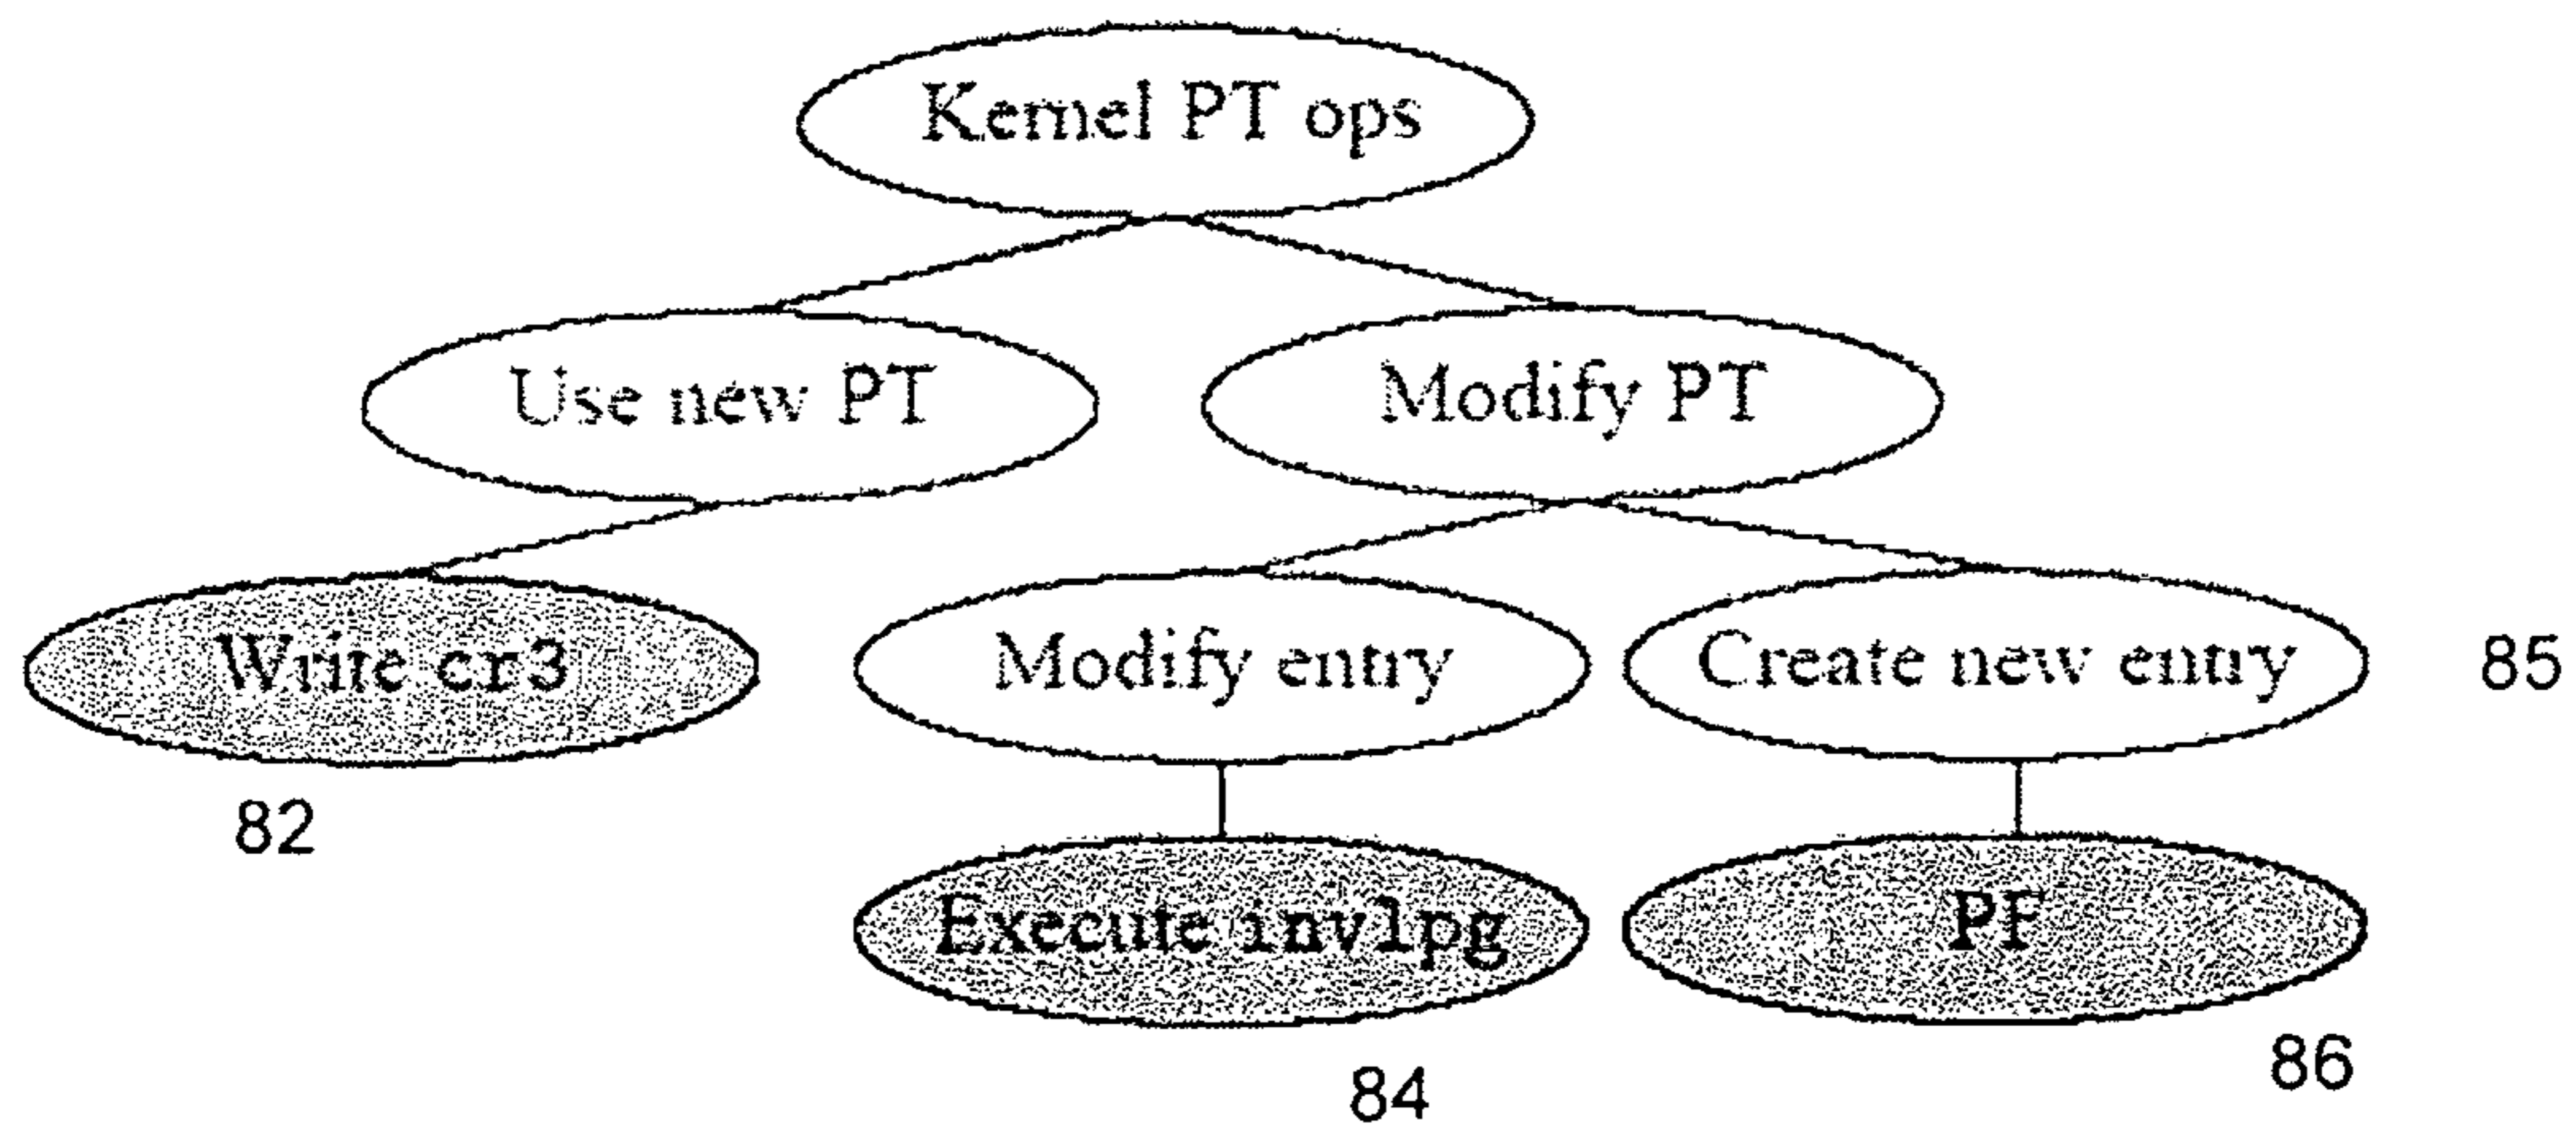 Kernel PT ops
Use new PT
Modify PT
Write cr3
Modify entry
Create new entry
85
82
Execute invlpg
PF
84
86